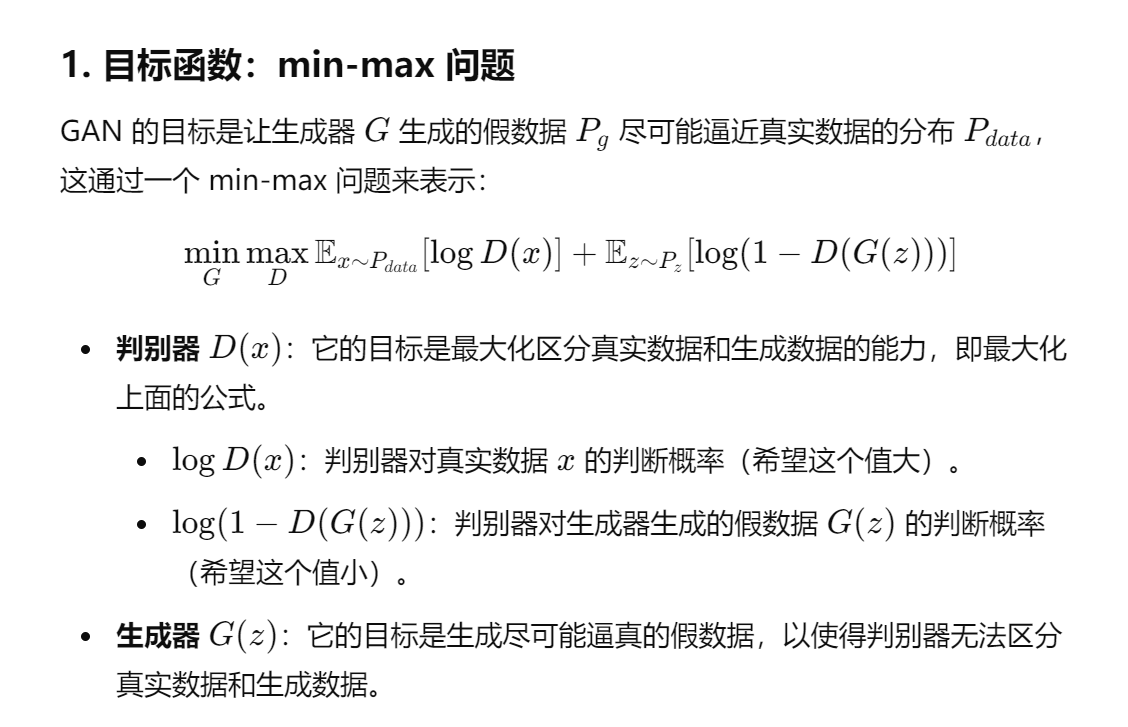 1. 目标函数：min-max 问题
GAN 的目标是让生成器 G 生成的假数据 P_g 尽可能逼近真实数据的分布 P_{data}，
这通过一个 min-max 问题来表示：
\min_G \max_D \mathbb{E}_{x \sim P_{data}}[\log D(x)] + \mathbb{E}_{z \sim P_z}[\log(1 - D(G(z)))]
• 判别器 D(x)：它的目标是最大化区分真实数据和生成数据的能力，即最大化
上面的公式。
• log D(x)：判别器对真实数据 x 的判断概率（希望这个值大）。
• log(1 − D(G(z)))：判别器对生成器生成的假数据 G(z) 的判断概率
（希望这个值小）。
• 生成器 G(z)：它的目标是生成尽可能逼真的假数据，以使得判别器无法区分
真实数据和生成数据。